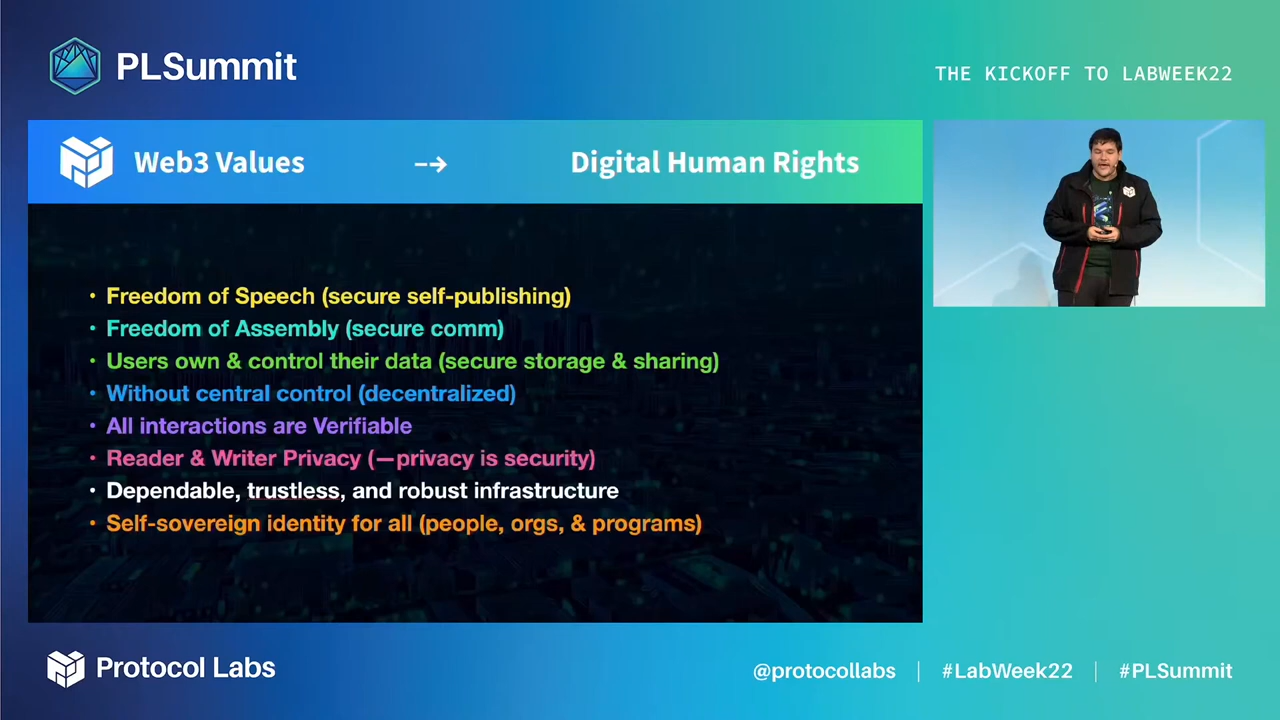 PLSummit
THE KICKOFF TO LABWEEK22
Web3 Values --→ Digital Human Rights
• Freedom of Speech (secure self-publishing)
• Freedom of Assembly (secure comm)
• Users own & control their data (secure storage & sharing)
• Without central control (decentralized)
• All interactions are Verifiable
• Reader & Writer Privacy (—privacy is security)
• Dependable, trustless, and robust infrastructure
• Self-sovereign identity for all (people, orgs, & programs)
Protocol Labs
@protocollabs | #LabWeek22 | #PLSummit